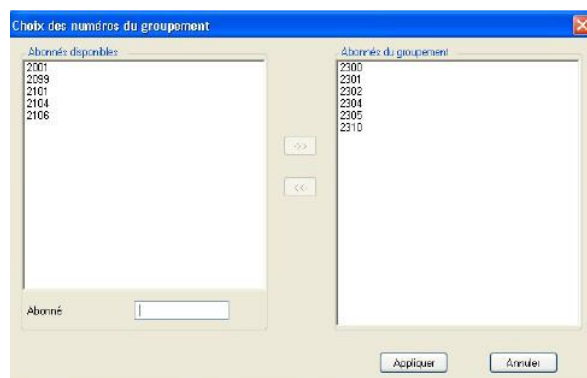 Choix des numéros du groupement
Abonnés disponibles
2001
2099
2101
2104
2106
Abonné
>>
<<
Abonnés du groupement
2300
2301
2302
2304
2305
2310
Appliquer
Annuler